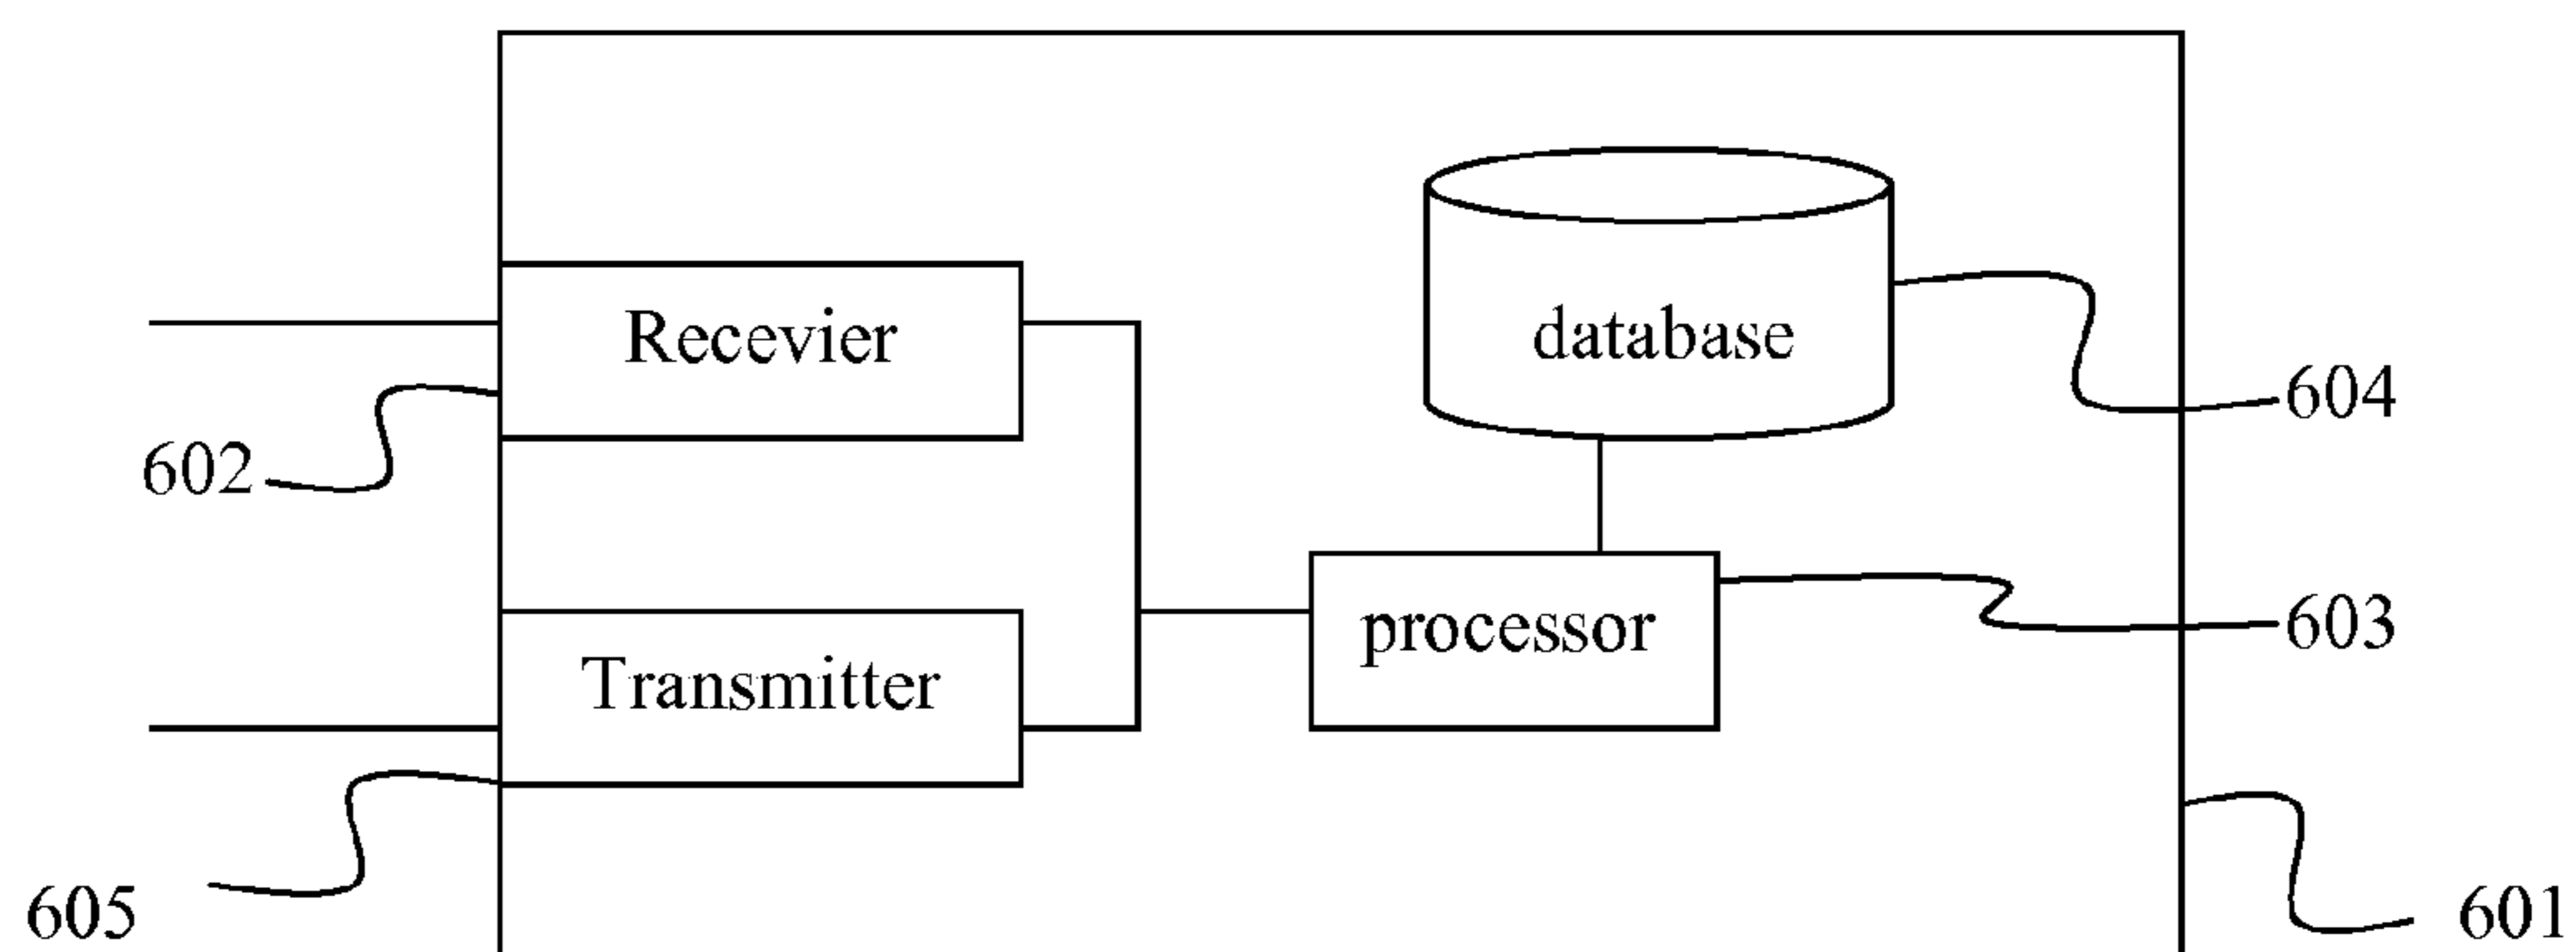 Recevier
database
604
602
processor
603
Transmitter
605
601